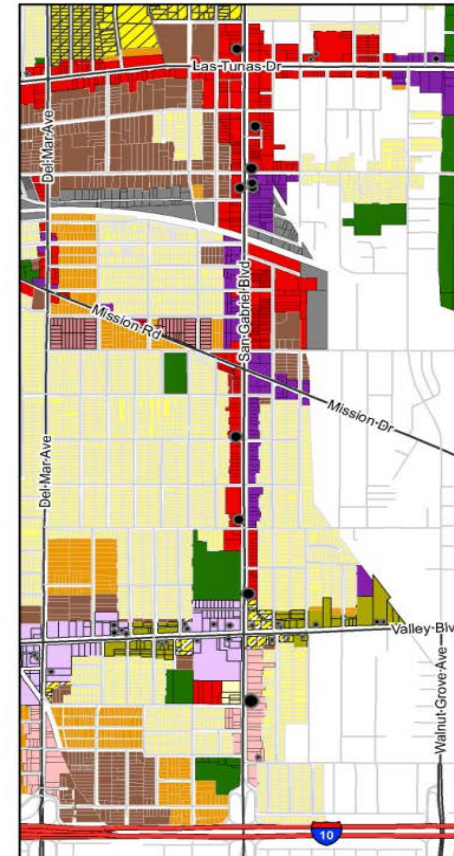 Las Tunas Dr
Del Mar Ave
San Gabriel Blvd
Mission Rd
Mission Dr
Del Mar Ave
Valley Blv
Walnut Grove Ave
10